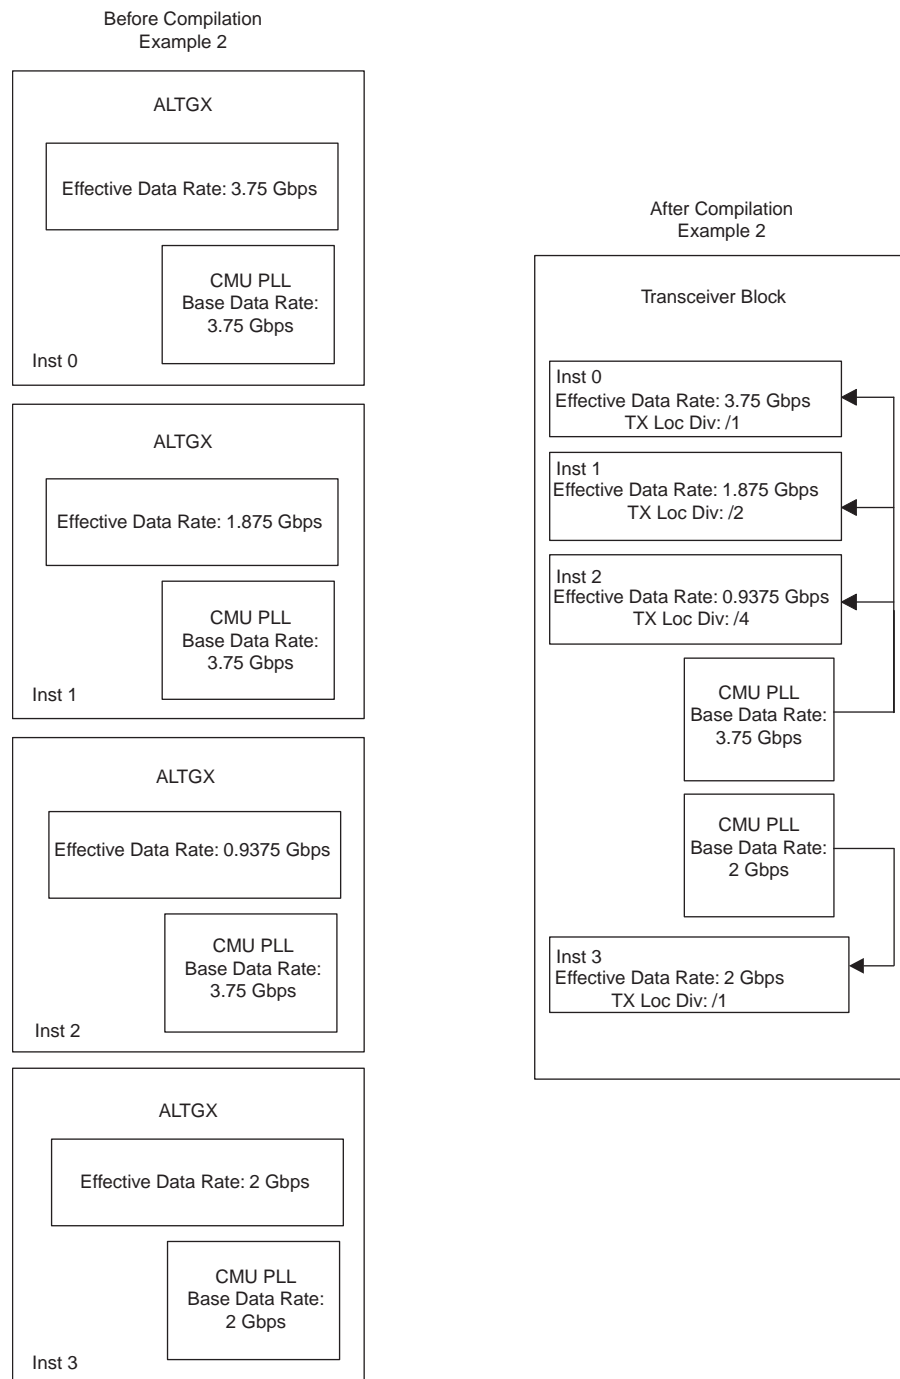 Before Compilation
Example 2
ALTGX
Effective Data Rate: 3.75 Gbps
CMU PLL
Base Data Rate:
3.75 Gbps
Inst 0
ALTGX
Effective Data Rate: 1.875 Gbps
CMU PLL
Base Data Rate:
3.75 Gbps
Inst 1
ALTGX
Effective Data Rate: 0.9375 Gbps
CMU PLL
Base Data Rate:
3.75 Gbps
Inst 2
ALTGX
Effective Data Rate: 2 Gbps
CMU PLL
Base Data Rate:
2 Gbps
Inst 3
After Compilation
Example 2
Transceiver Block
Inst 0
Effective Data Rate: 3.75 Gbps
TX Loc Div: /1
Inst 1
Effective Data Rate: 1.875 Gbps
TX Loc Div: /2
Inst 2
Effective Data Rate: 0.9375 Gbps
TX Loc Div: /4
CMU PLL
Base Data Rate:
3.75 Gbps
CMU PLL
Base Data Rate:
2 Gbps
Inst 3
Effective Data Rate: 2 Gbps
TX Loc Div: /1